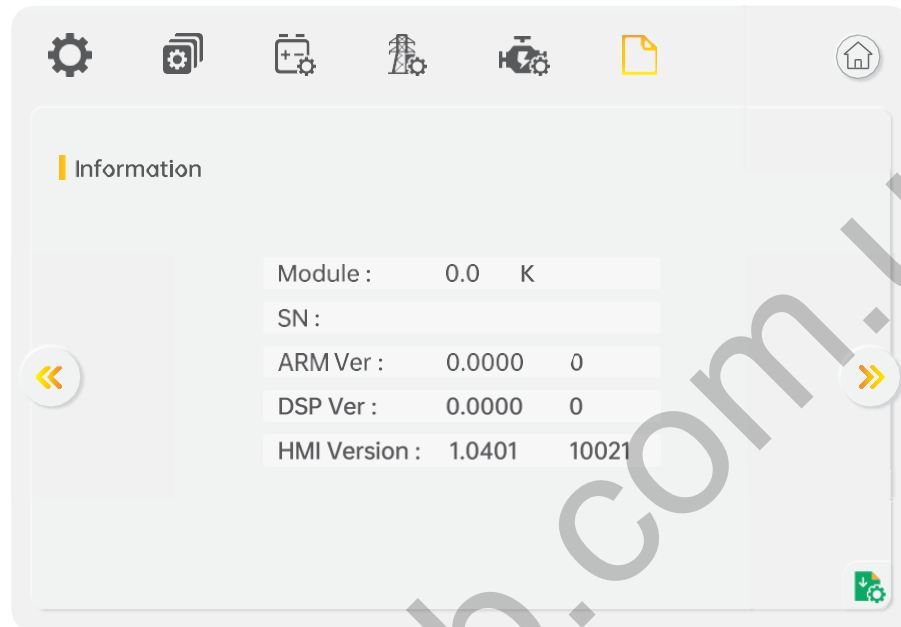 Information
Module : 0.0 K
SN :
ARM Ver : 0.0000 0
DSP Ver : 0.0000 0
HMI Version : 1.0401 10021
b.com.u